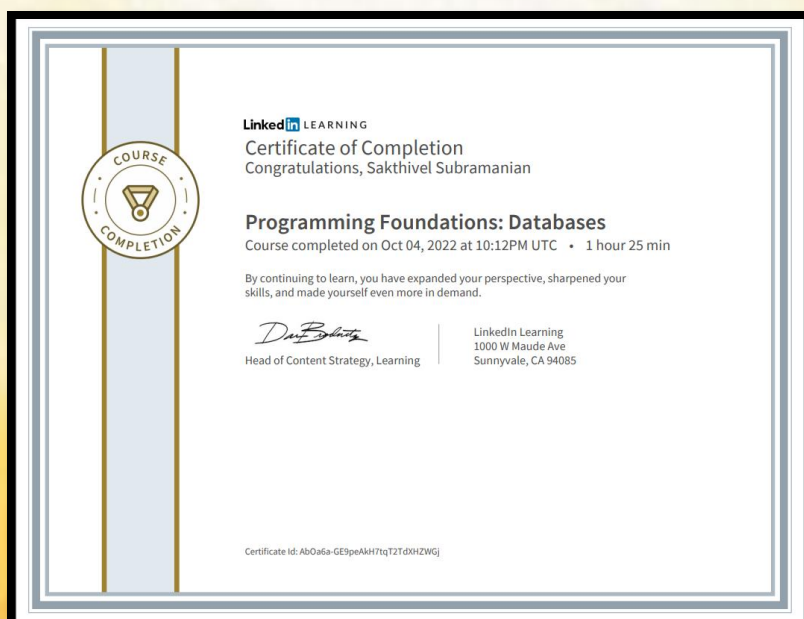 COURSE
COMPLETION
Linked in LEARNING
Certificate of Completion
Congratulations, Sakthivel Subramanian
Programming Foundations: Databases
Course completed on Oct 04, 2022 at 10:12PM UTC • 1 hour 25 min
By continuing to learn, you have expanded your perspective, sharpened your
skills, and made yourself even more in demand.
Head of Content Strategy, Learning
LinkedIn Learning
1000 W Maude Ave
Sunnyvale, CA 94085
Certificate Id: AbOa6a-GE9peAkH7tqT2TdXHZWGj